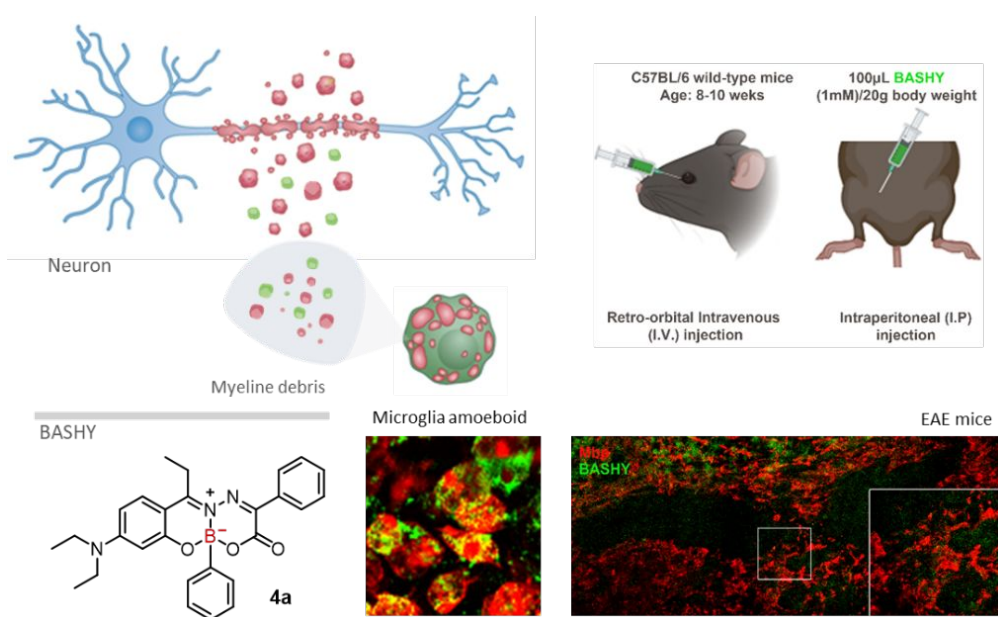 Neuron
Myeline debris
Microglia amoeboid
C57BL/6 wild-type mice
Age: 8-10 weks
100µL BASHY
(1mM)/20g body weight
Retro-orbital Intravenous
(I.V.) injection
Intraperitoneal (I.P)
injection
BASHY
N
+
N
N
B
−
O
O
O
4a
EAE mice
Mbp
BASHY